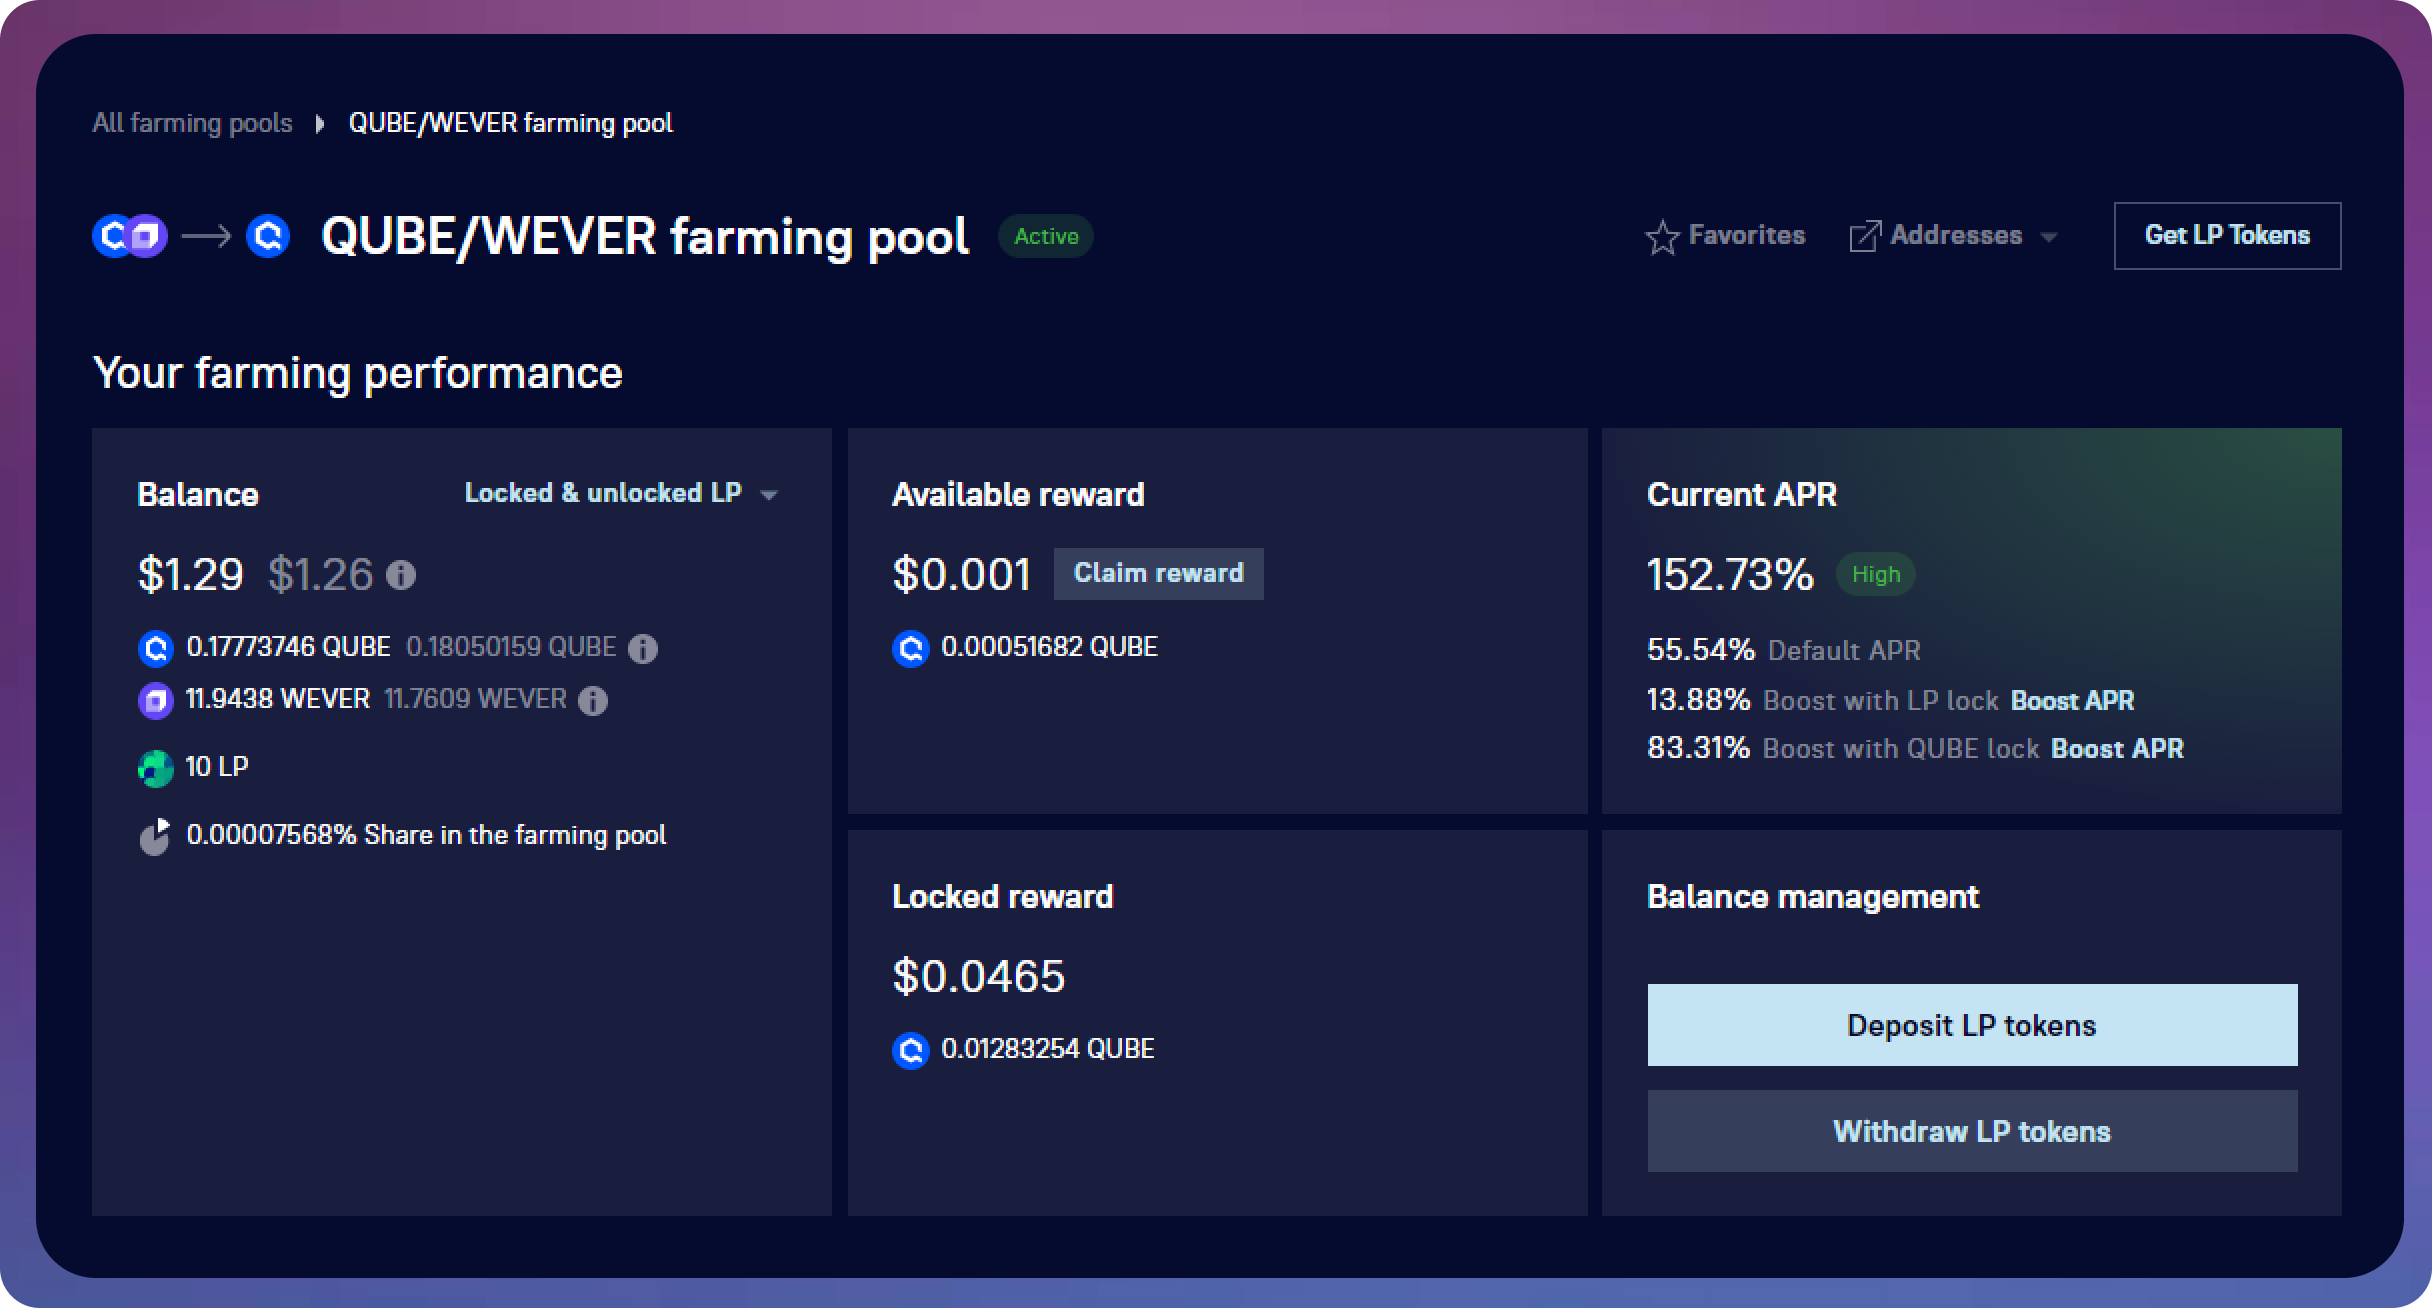 All farming pools QUBE/WEVER farming pool
QUBE/WEVER farming pool Active Favorites Addresses Get LP Tokens
Your farming performance
Balance Locked & unlocked LP
$1.29 $1.26
0.17773746 QUBE 0.18050159 QUBE
11.9438 WEVER 11.7609 WEVER
10 LP
0.00007568% Share in the farming pool
Available reward
$0.001 Claim reward
0.00051682 QUBE
Current APR
152.73% High
55.54% Default APR
13.88% Boost with LP lock Boost APR
83.31% Boost with QUBE lock Boost APR
Locked reward
$0.0465
0.01283254 QUBE
Balance management
Deposit LP tokens
Withdraw LP tokens